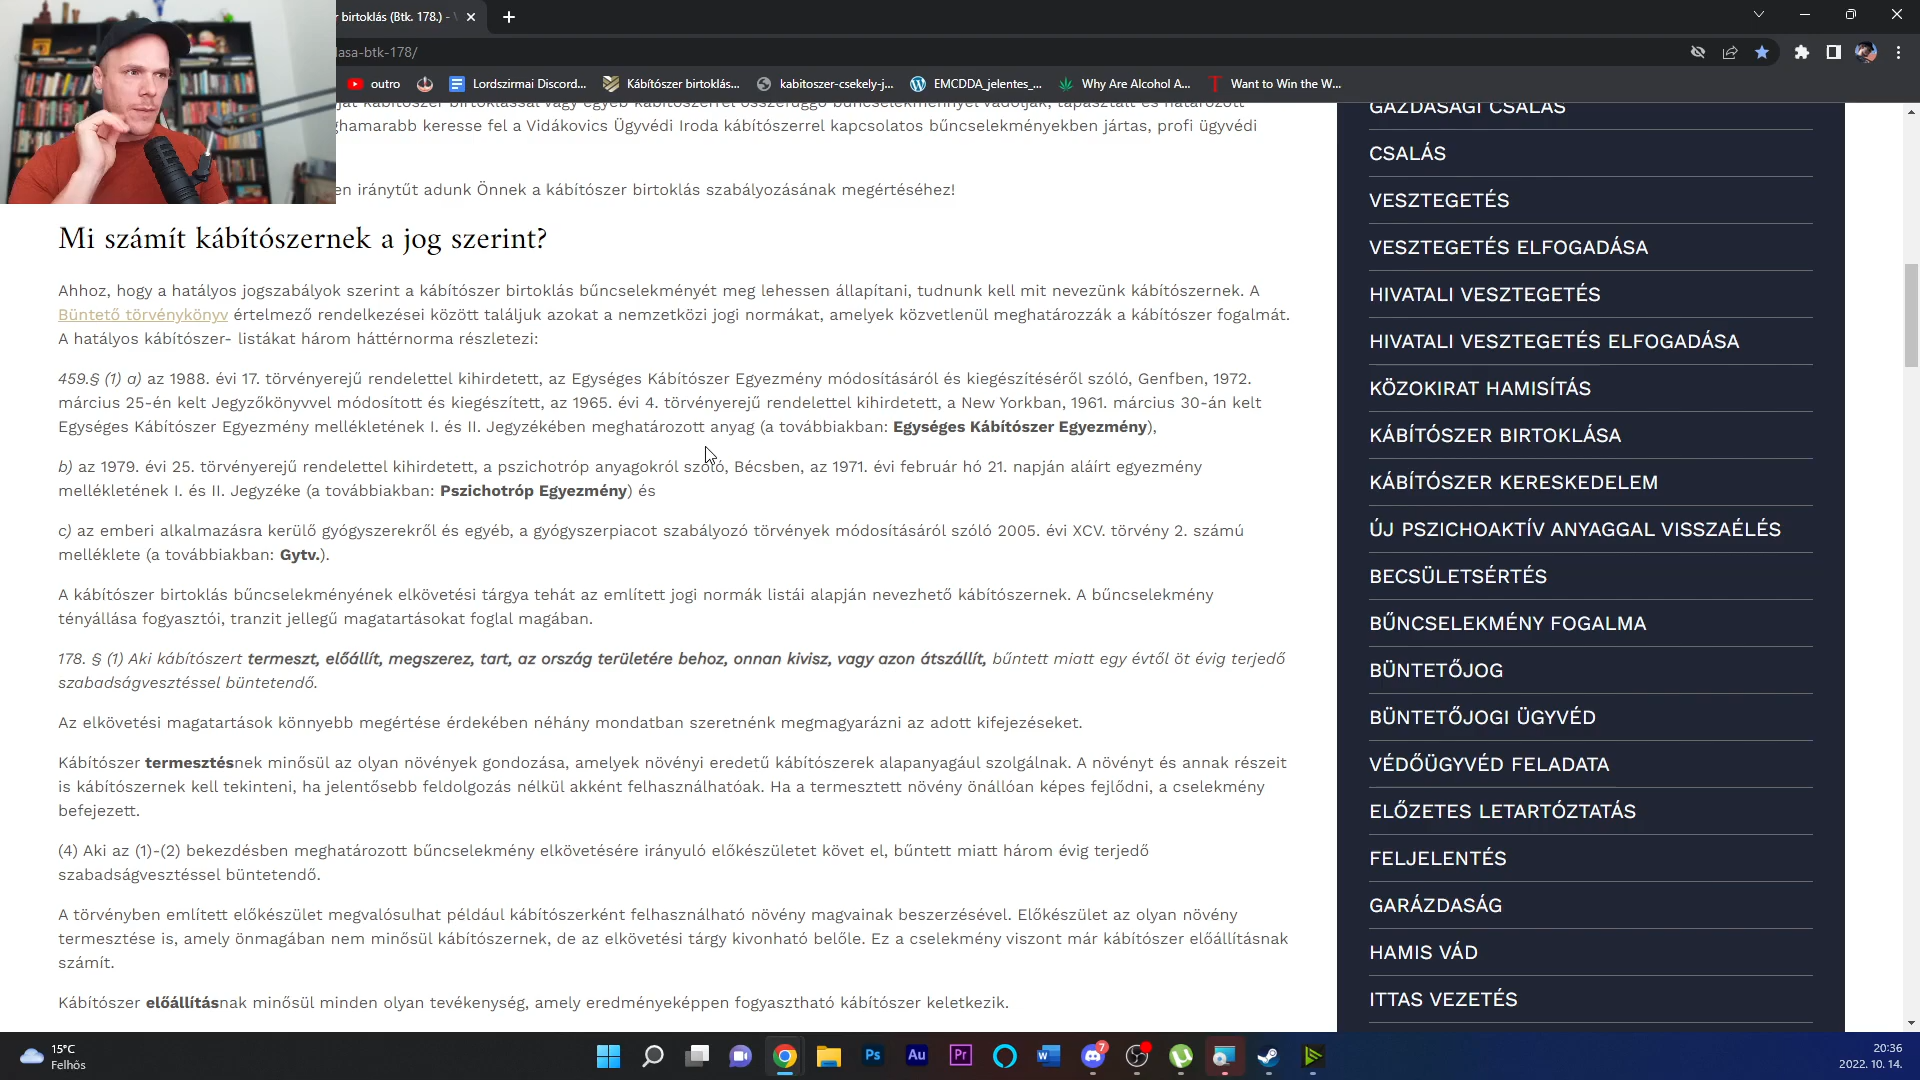 r birtoklás (Btk. 178.) -
lasa-btk-178/
outro
Lordszirmai Discord...
Kábítószer birtoklás...
kabitoszer-csekely-j...
EMCDDA_jelentes_...
Why Are Alcohol A...
Want to Win the W...
ját kábítószer birtoklással vagy egyéb kábítószerrel összefüggő bűncselekménnyel vádolják, tapasztalt és határozott
ghamarabb keresse fel a Vidákovics Ügyvédi Iroda kábítószerrel kapcsolatos bűncselekményekben jártas, profi ügyvédi
en iránytűt adunk Önnek a kábítószer birtoklás szabályozásának megértéséhez!
Mi számít kábítószernek a jog szerint?
Ahhoz, hogy a hatályos jogszabályok szerint a kábítószer birtoklás bűncselekményét meg lehessen állapítani, tudnunk kell mit nevezünk kábítószernek. A
Büntető törvénykönyv értelmező rendelkezései között találjuk azokat a nemzetközi jogi normákat, amelyek közvetlenül meghatározzák a kábítószer fogalmát.
A hatályos kábítószer- listákat három háttérnorma részletezi:
459.§ (1) a) az 1988. évi 17. törvényerejű rendelettel kihirdetett, az Egységes Kábítószer Egyezmény módosításáról és kiegészítéséről szóló, Genfben, 1972.
március 25-én kelt Jegyzőkönyvvel módosított és kiegészített, az 1965. évi 4. törvényerejű rendelettel kihirdetett, a New Yorkban, 1961. március 30-án kelt
Egységes Kábítószer Egyezmény mellékletének I. és II. Jegyzékében meghatározott anyag (a továbbiakban: Egységes Kábítószer Egyezmény),
b) az 1979. évi 25. törvényerejű rendelettel kihirdetett, a pszichotróp anyagokról szóló, Bécsben, az 1971. évi február hó 21. napján aláírt egyezmény
mellékletének I. és II. Jegyzéke (a továbbiakban: Pszichotróp Egyezmény) és
c) az emberi alkalmazásra kerülő gyógyszerekről és egyéb, a gyógyszerpiacot szabályozó törvények módosításáról szóló 2005. évi XCV. törvény 2. számú
melléklete (a továbbiakban: Gytv.).
A kábítószer birtoklás bűncselekményének elkövetési tárgya tehát az említett jogi normák listái alapján nevezhető kábítószernek. A bűncselekmény
tényállása fogyasztói, tranzit jellegű magatartásokat foglal magában.
178. § (1) Aki kábítószert termeszt, előállít, megszerez, tart, az ország területére behoz, onnan kivisz, vagy azon átszállít, bűntett miatt egy évtől öt évig terjedő
szabadságvesztéssel büntetendő.
Az elkövetési magatartások könnyebb megértése érdekében néhány mondatban szeretnénk megmagyarázni az adott kifejezéseket.
Kábítószer termesztésnek minősül az olyan növények gondozása, amelyek növényi eredetű kábítószerek alapanyagául szolgálnak. A növényt és annak részeit
is kábítószernek kell tekinteni, ha jelentősebb feldolgozás nélkül akként felhasználhatóak. Ha a termesztett növény önállóan képes fejlődni, a cselekmény
befejezett.
(4) Aki az (1)-(2) bekezdésben meghatározott bűncselekmény elkövetésére irányuló előkészületet követ el, bűntett miatt három évig terjedő
szabadságvesztéssel büntetendő.
A törvényben említett előkészület megvalósulhat például kábítószerként felhasználható növény magvainak beszerzésével. Előkészület az olyan növény
termesztése is, amely önmagában nem minősül kábítószernek, de az elkövetési tárgy kivonható belőle. Ez a cselekmény viszont már kábítószer előállításnak
számít.
Kábítószer előállításnak minősül minden olyan tevékenység, amely eredményeképpen fogyasztható kábítószer keletkezik.
GAZDASÁGI CSALÁS
CSALÁS
VESZTEGETÉS
VESZTEGETÉS ELFOGADÁSA
HIVATALI VESZTEGETÉS
HIVATALI VESZTEGETÉS ELFOGADÁSA
KÖZOKIRAT HAMISÍTÁS
KÁBÍTÓSZER BIRTOKLÁSA
KÁBÍTÓSZER KERESKEDELEM
ÚJ PSZICHOAKTÍV ANYAGGAL VISSZAÉLÉS
BECSÜLETSÉRTÉS
BŰNCSELEKMÉNY FOGALMA
BÜNTETŐJOG
BÜNTETŐJOGI ÜGYVÉD
VÉDŐÜGYVÉD FELADATA
ELŐZETES LETARTÓZTATÁS
FELJELENTÉS
GARÁZDASÁG
HAMIS VÁD
ITTAS VEZETÉS
15°C
Felhős
Ps
Au
Pr
W
7
20:36
2022. 10. 14.